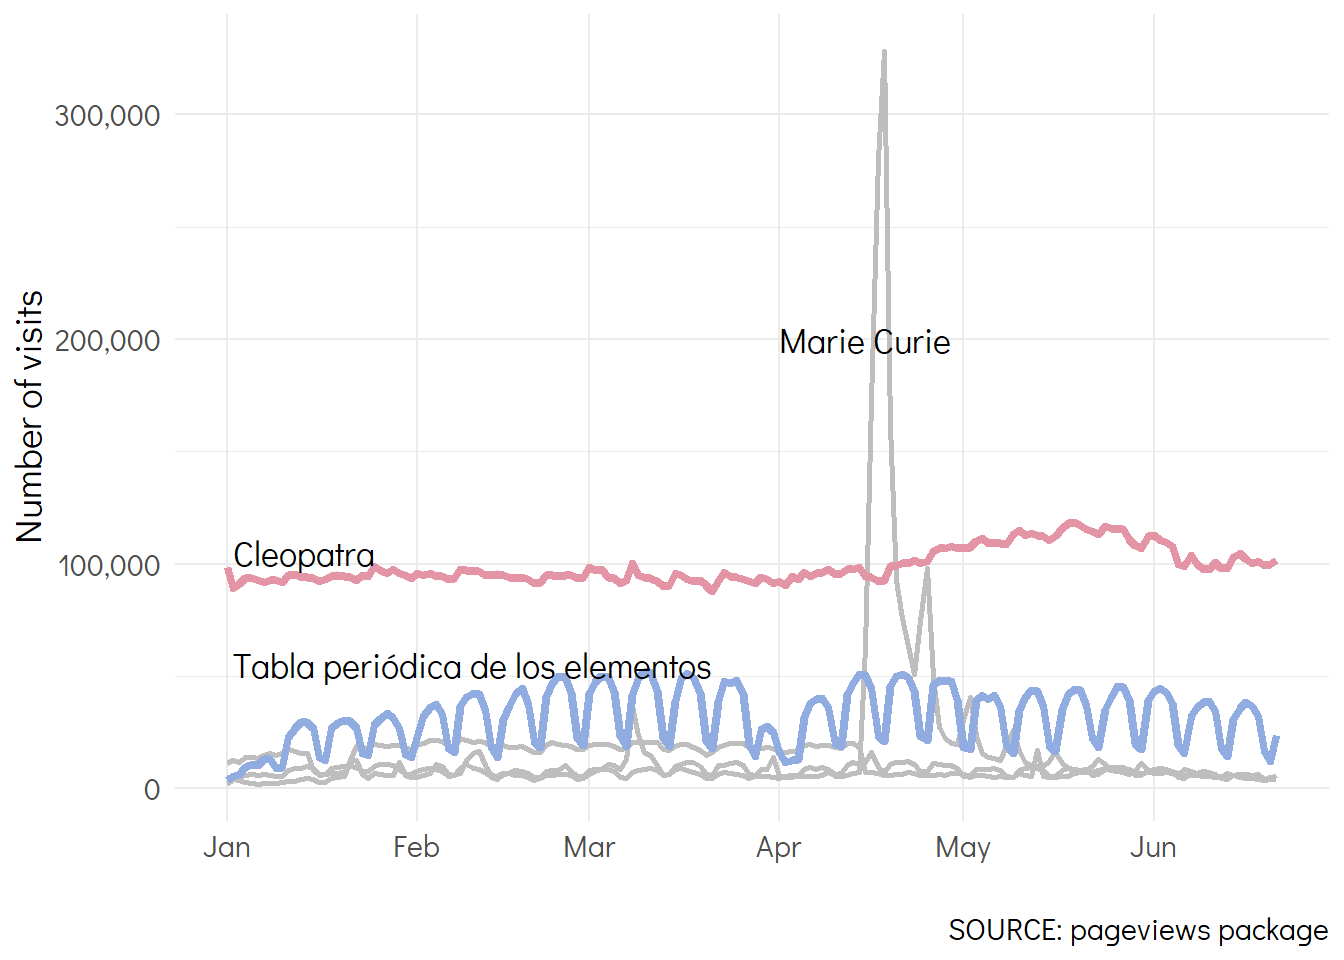 Number of visits
300,000
200,000
100,000
0
Marie Curie
Cleopatra
Tabla periódica de los elementos
Jan Feb Mar Apr May Jun
SOURCE: pageviews package